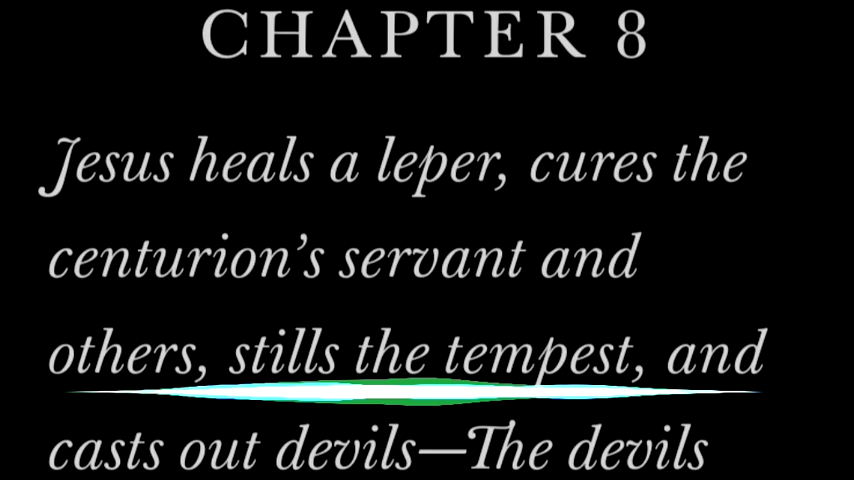 CHAPTER 8
Jesus heals a leper, cures the
centurion’s servant and
others, stills the tempest, and
casts out devils—The devils